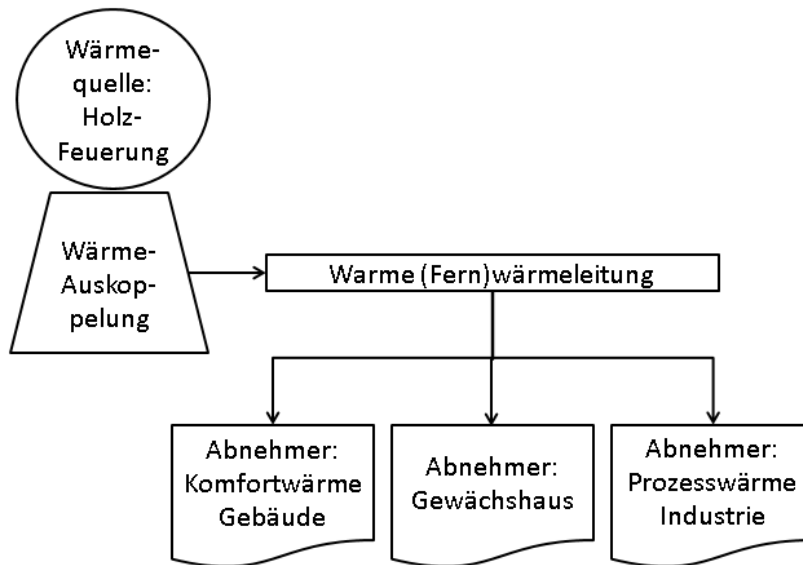 Wärme-
quelle:
Holz-
Feuerung
Wärme-
Auskop-
pelung
Warme (Fern)wärmeleitung
Abnehmer:
Komfortwärme
Gebäude
Abnehmer:
Gewächshaus
Abnehmer:
Prozesswärme
Industrie